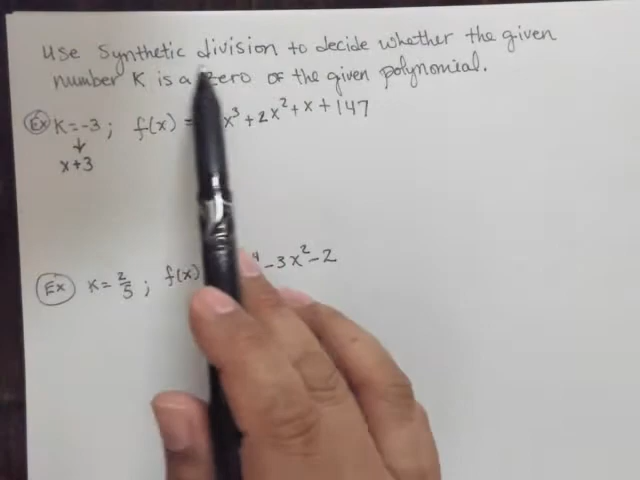 Use Synthetic division to decide whether the given
number K is a zero of the given polynomial.
Ex K=-3; f(x) = x³+2x²+x+147
↓
x+3
Ex K=2/5; f(x) ⁴-3x²-2